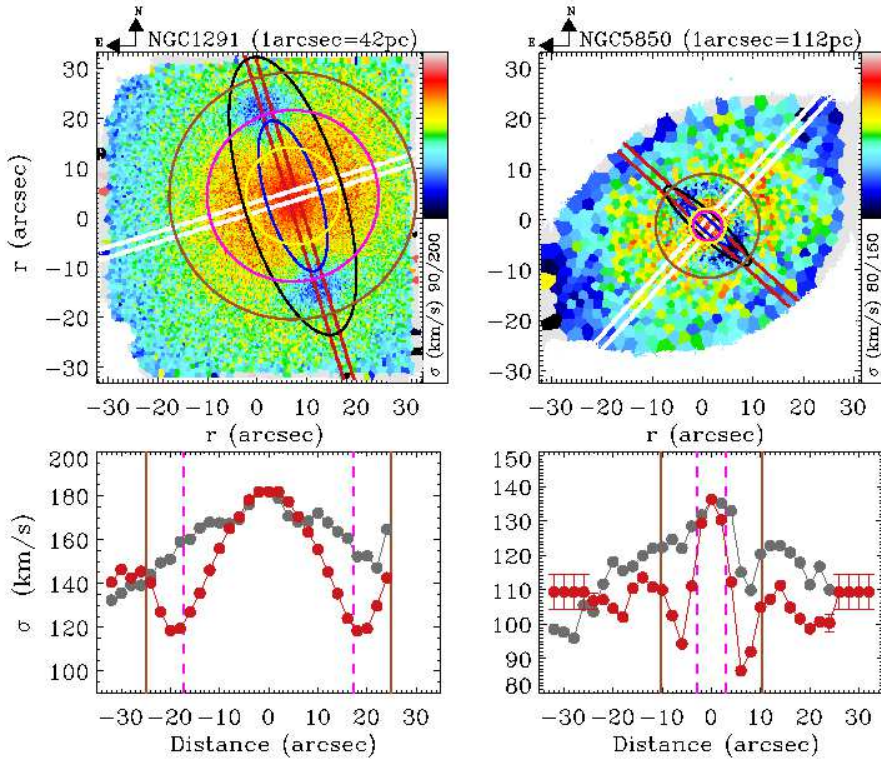 N
E
NGC1291 (1arcsec=42pc)
30
20
10
0
−10
−20
−30
r (arcsec)
−30 −20 −10 0 10 20 30
r (arcsec)
σ (km/s) 90/200
N
E
NGC5850 (1arcsec=112pc)
30
20
10
0
−10
−20
−30
−30 −20 −10 0 10 20 30
r (arcsec)
σ (km/s) 80/160
200
180
160
140
120
100
σ (km/s)
−30 −20 −10 0 10 20 30
Distance (arcsec)
150
140
130
120
110
100
90
80
−30 −20 −10 0 10 20 30
Distance (arcsec)